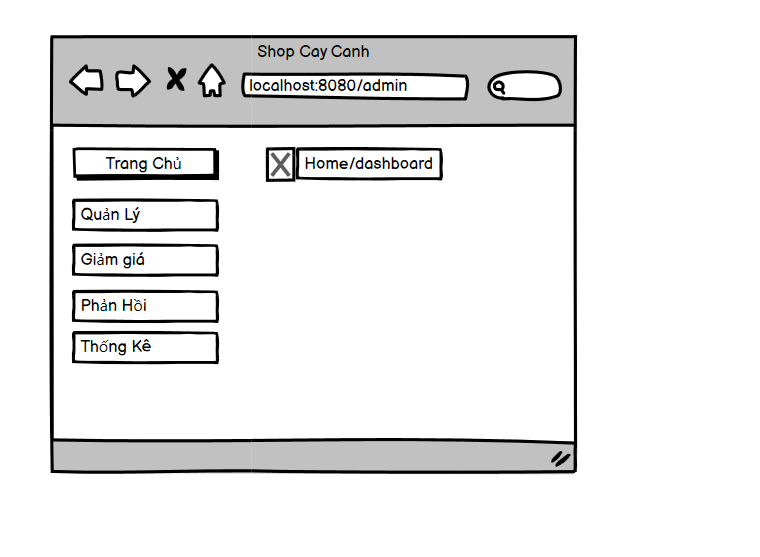 Shop Cay Canh
localhost:8080/admin
Trang Chủ
Home/dashboard
Quản Lý
Giảm giá
Phản Hồi
Thống Kê